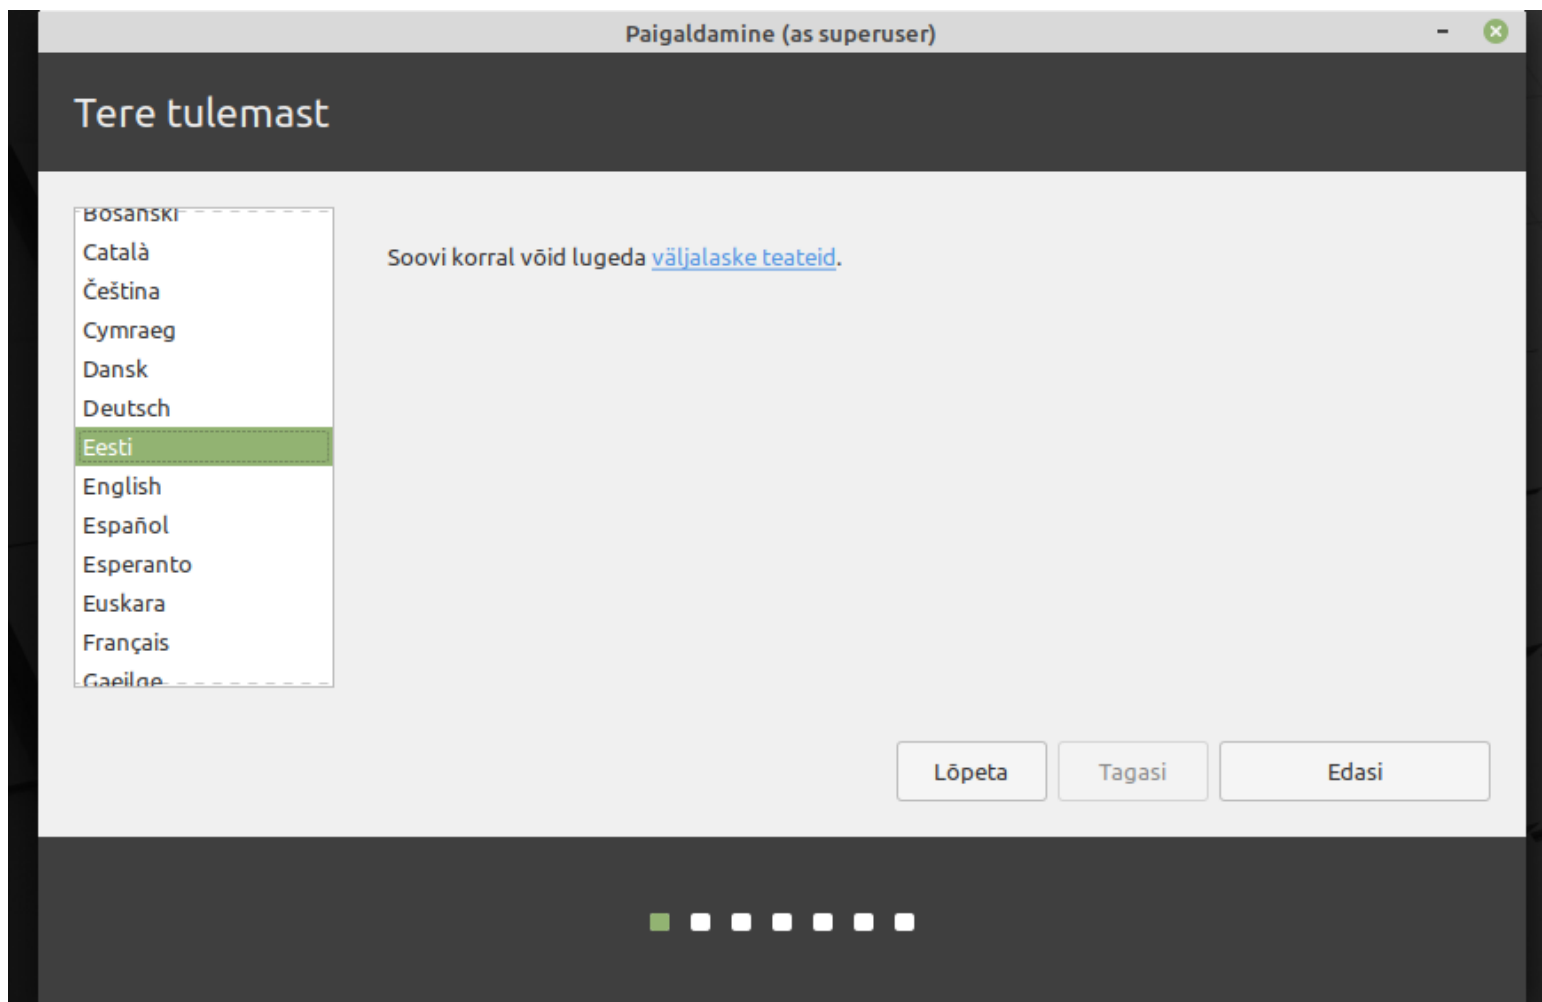 Paigaldamine (as superuser)
Tere tulemast
Bosanski
Català
Čeština
Cymraeg
Dansk
Deutsch
Eesti
English
Español
Esperanto
Euskara
Français
Gaeilge
Soovi korral võid lugeda väljalaske teateid.
Lõpeta
Tagasi
Edasi